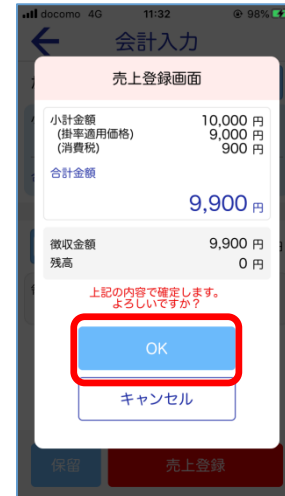 docomo 4G 11:32 98%
会計入力
売上登録画面
小計金額 10,000 円
(掛率適用価格) 9,000 円
(消費税) 900 円
合計金額
9,900 円
徴収金額 9,900 円
残高 0 円
上記の内容で確定します。
よろしいですか？
OK
キャンセル
保留 売上登録